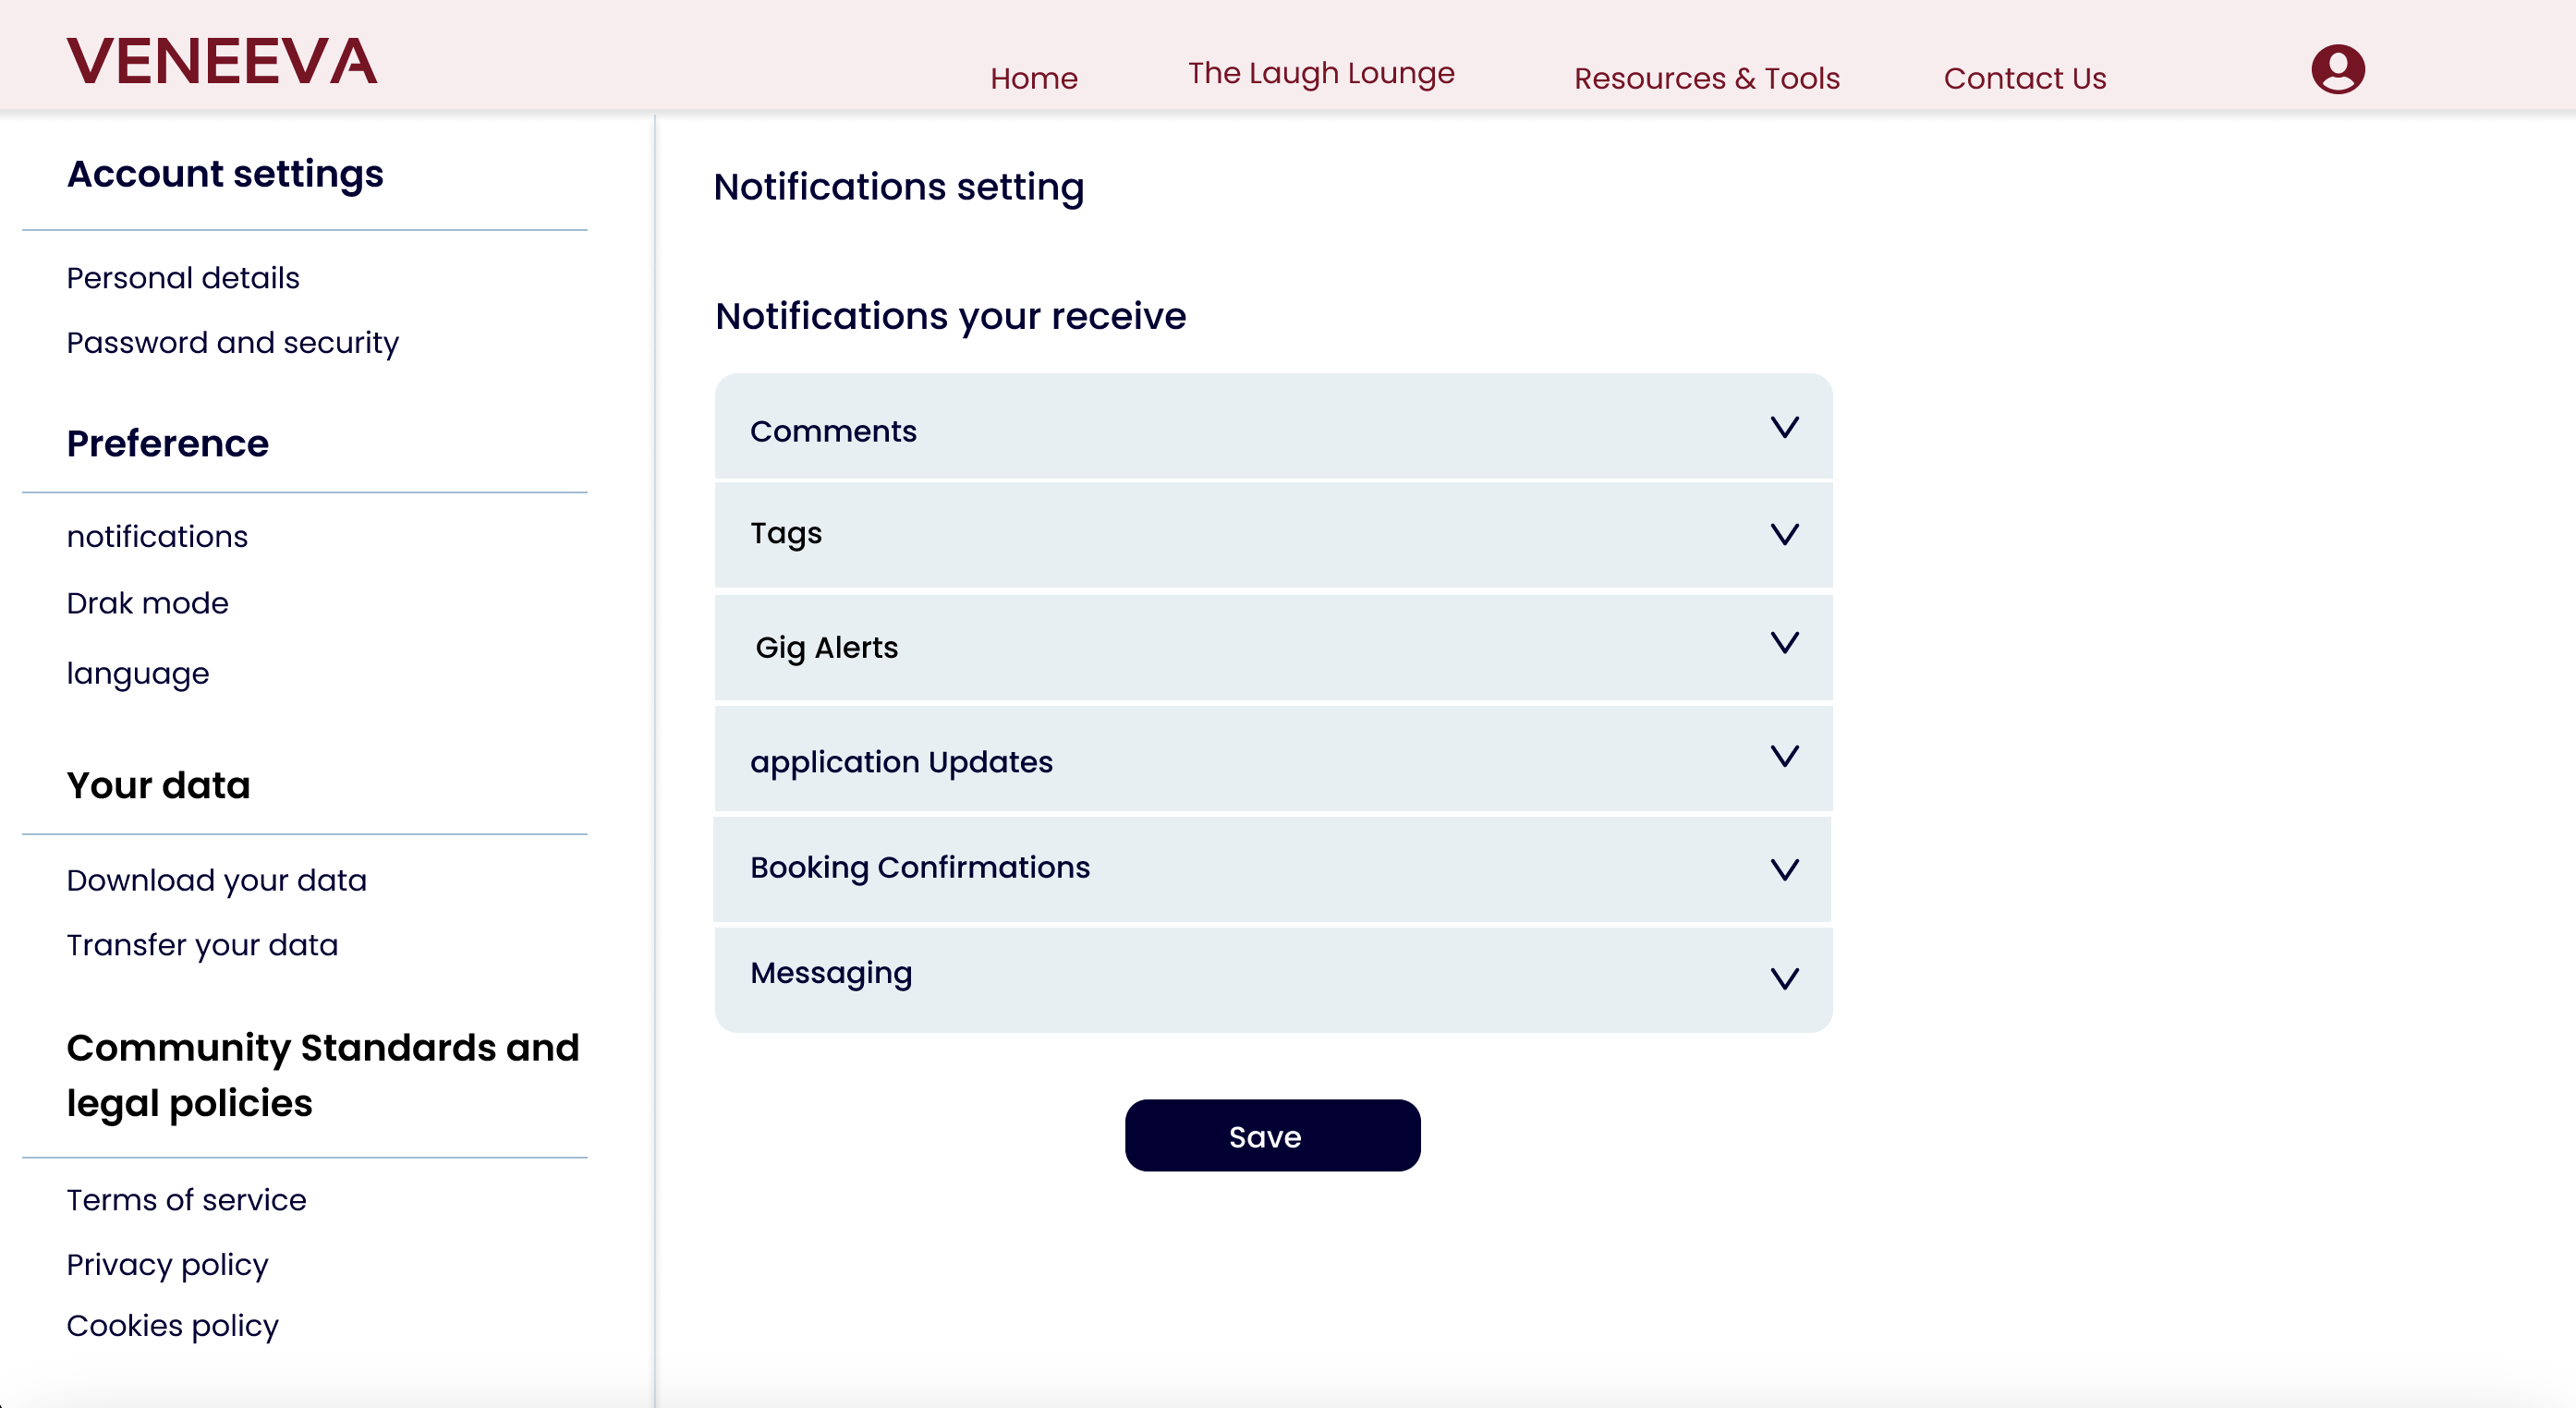 VENEEVA
Home
The Laugh Lounge
Resources & Tools
Contact Us
Account settings
Personal details
Password and security
Preference
notifications
Drak mode
language
Your data
Download your data
Transfer your data
Community Standards and
legal policies
Terms of service
Privacy policy
Cookies policy
Notifications setting
Notifications your receive
Comments
Tags
Gig Alerts
application Updates
Booking Confirmations
Messaging
Save